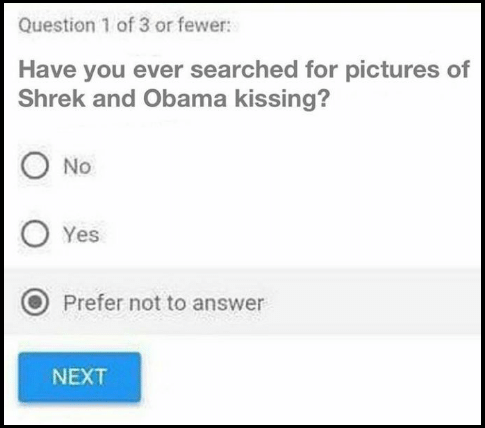 Question 1 of 3 or fewer:
Have you ever searched for pictures of
Shrek and Obama kissing?
No
Yes
Prefer not to answer
NEXT